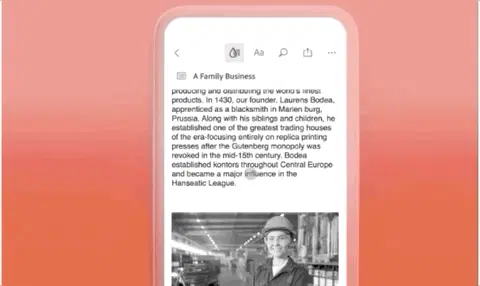 Aa
A Family Business
producing and distributing the world's finest
products. In 1430, our founder, Laurens Bodea,
apprenticed as a blacksmith in Marien burg,
Prussia. Along with his siblings and children, he
established one of the greatest trading houses
of the era-focusing entirely on replica printing
presses after the Gutenberg monopoly was
revoked in the mid-15th century. Bodea
established kontors throughout Central Europe
and became a major influence in the
Hanseatic League.